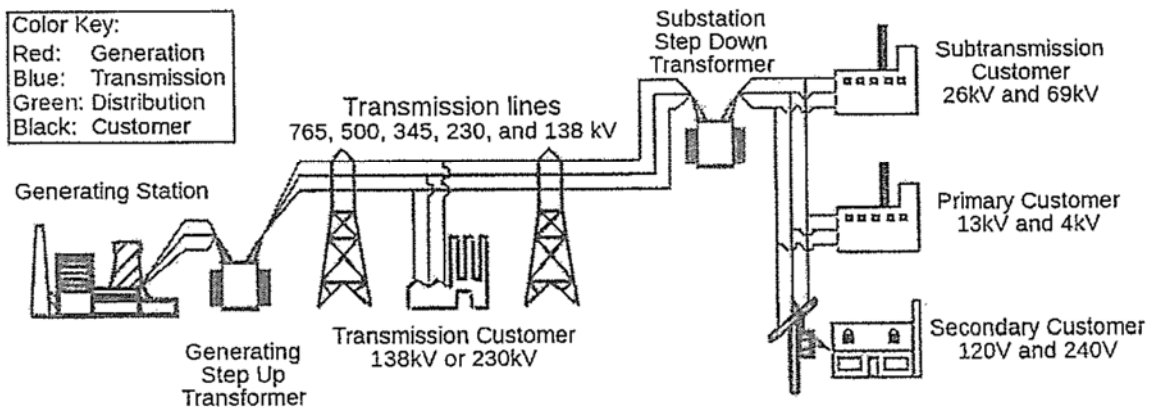 Color Key:
Red: Generation
Blue: Transmission
Green: Distribution
Black: Customer
Generating Station
Generating
Step Up
Transformer
Transmission lines
765, 500, 345, 230, and 138 kV
Transmission Customer
138kV or 230kV
Substation
Step Down
Transformer
Subtransmission
Customer
26kV and 69kV
Primary Customer
13kV and 4kV
Secondary Customer
120V and 240V